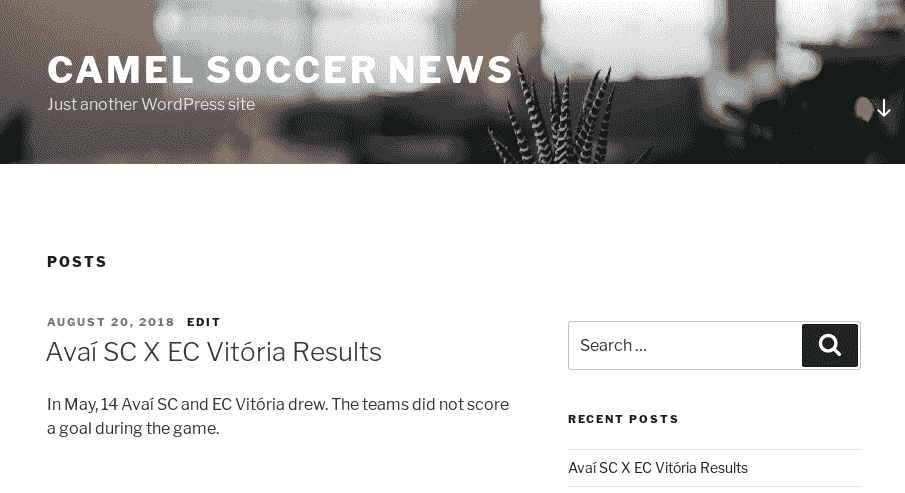 CAMEL SOCCER NEWS
Just another WordPress site
POSTS
AUGUST 20, 2018 EDIT
Avaí SC X EC Vitória Results
In May, 14 Avaí SC and EC Vitória drew. The teams did not score
a goal during the game.
Search …
RECENT POSTS
Avaí SC X EC Vitória Results